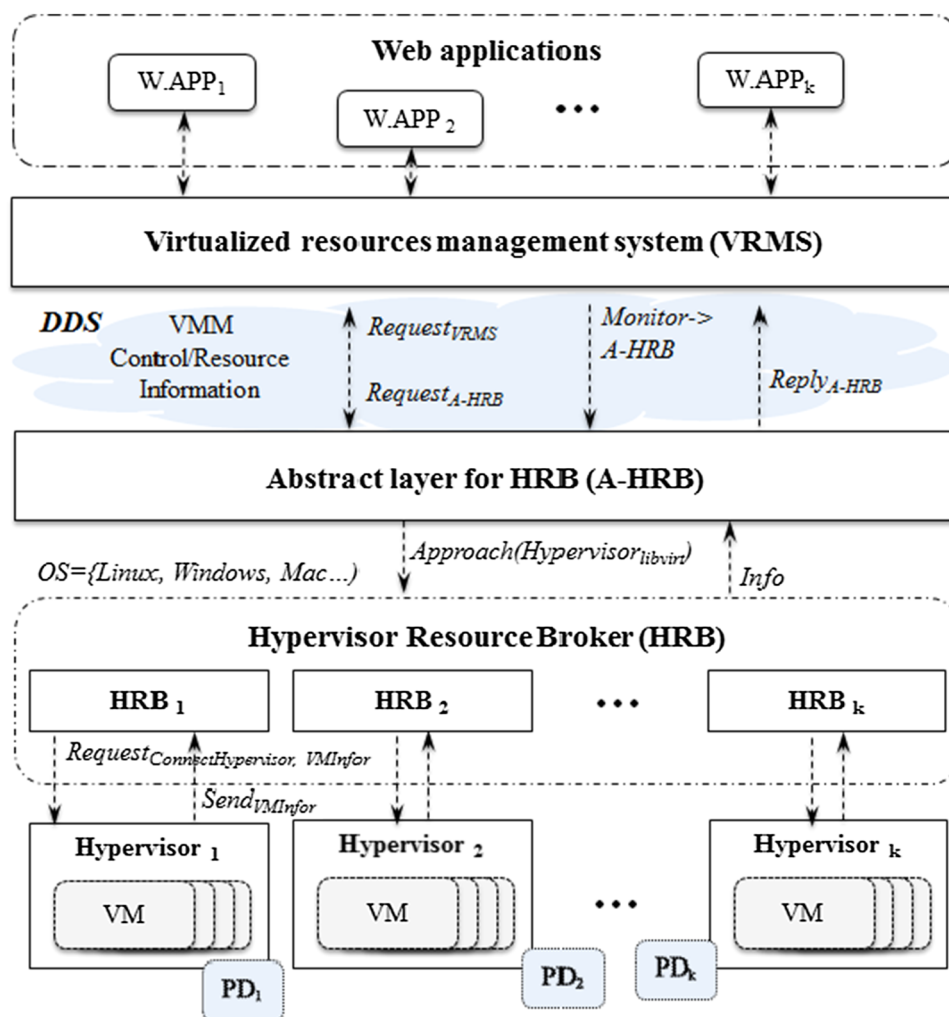 Web applications
W.APP1
W.APP 2
•••
W.APPk
Virtualized resources management system (VRMS)
DDS
VMM
Control/Resource
Information
RequestVRMS
RequestA-HRB
Monitor->
A-HRB
ReplyA-HRB
Abstract layer for HRB (A-HRB)
Approach(Hypervisorlibvirt)
OS={Linux, Windows, Mac…)
Info
Hypervisor Resource Broker (HRB)
HRB 1
HRB 2
•••
HRB k
RequestConnectHypervisor, VMInfor
SendVMInfor
Hypervisor 1
Hypervisor 2
Hypervisor k
VM
VM
•••
VM
PD1
PD2
PDk